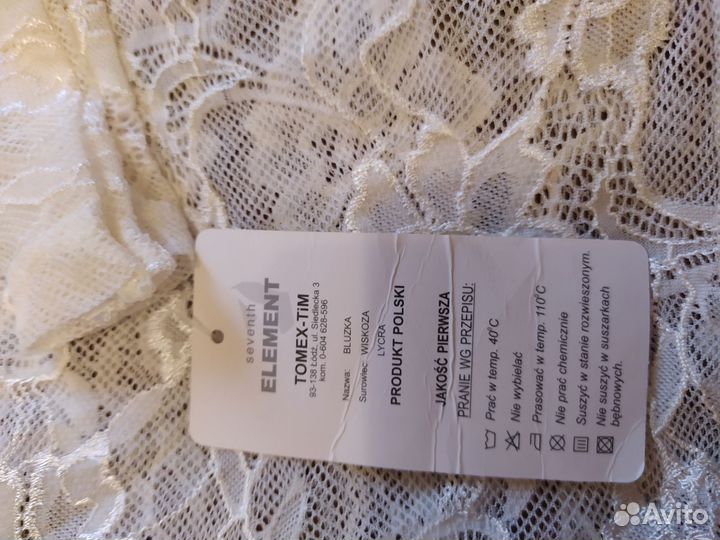 seventh
ELEMENT
TOMEX-TiM
93-138 Łódź, ul. Siedlecka 3
kom. 0-604 628-596
Nazwa: BLUZKA
Surowiec: WISKOZA
LYCRA
PRODUKT POLSKI
JAKOŚĆ PIERWSZA
PRANIE WG PRZEPISU:
Prać w temp. 40°C
Nie wybielać
Prasować w temp. 110°C
Nie prać chemicznie
Suszyć w stanie rozwieszonym.
Nie suszyć w suszarkach
bębnowych.
Avito